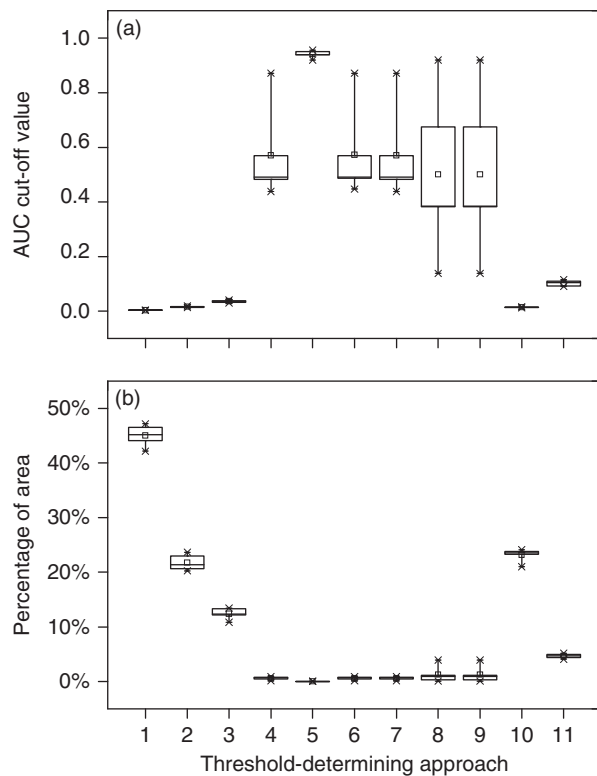 (a)
AUC cut-off value
1.0
0.8
0.6
0.4
0.2
0.0
(b)
Percentage of area
50%
40%
30%
20%
10%
0%
1 2 3 4 5 6 7 8 9 10 11
Threshold-determining approach